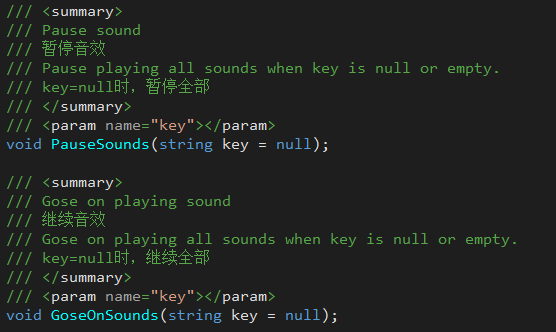 /// <summary>
/// Pause sound
/// 暂停音效
/// Pause playing all sounds when key is null or empty.
/// key=null时，暂停全部
/// </summary>
/// <param name="key"></param>
void PauseSounds(string key = null);
/// <summary>
/// Gose on playing sound
/// 继续音效
/// Gose on playing all sounds when key is null or empty.
/// key=null时，继续全部
/// </summary>
/// <param name="key"></param>
void GoseOnSounds(string key = null);